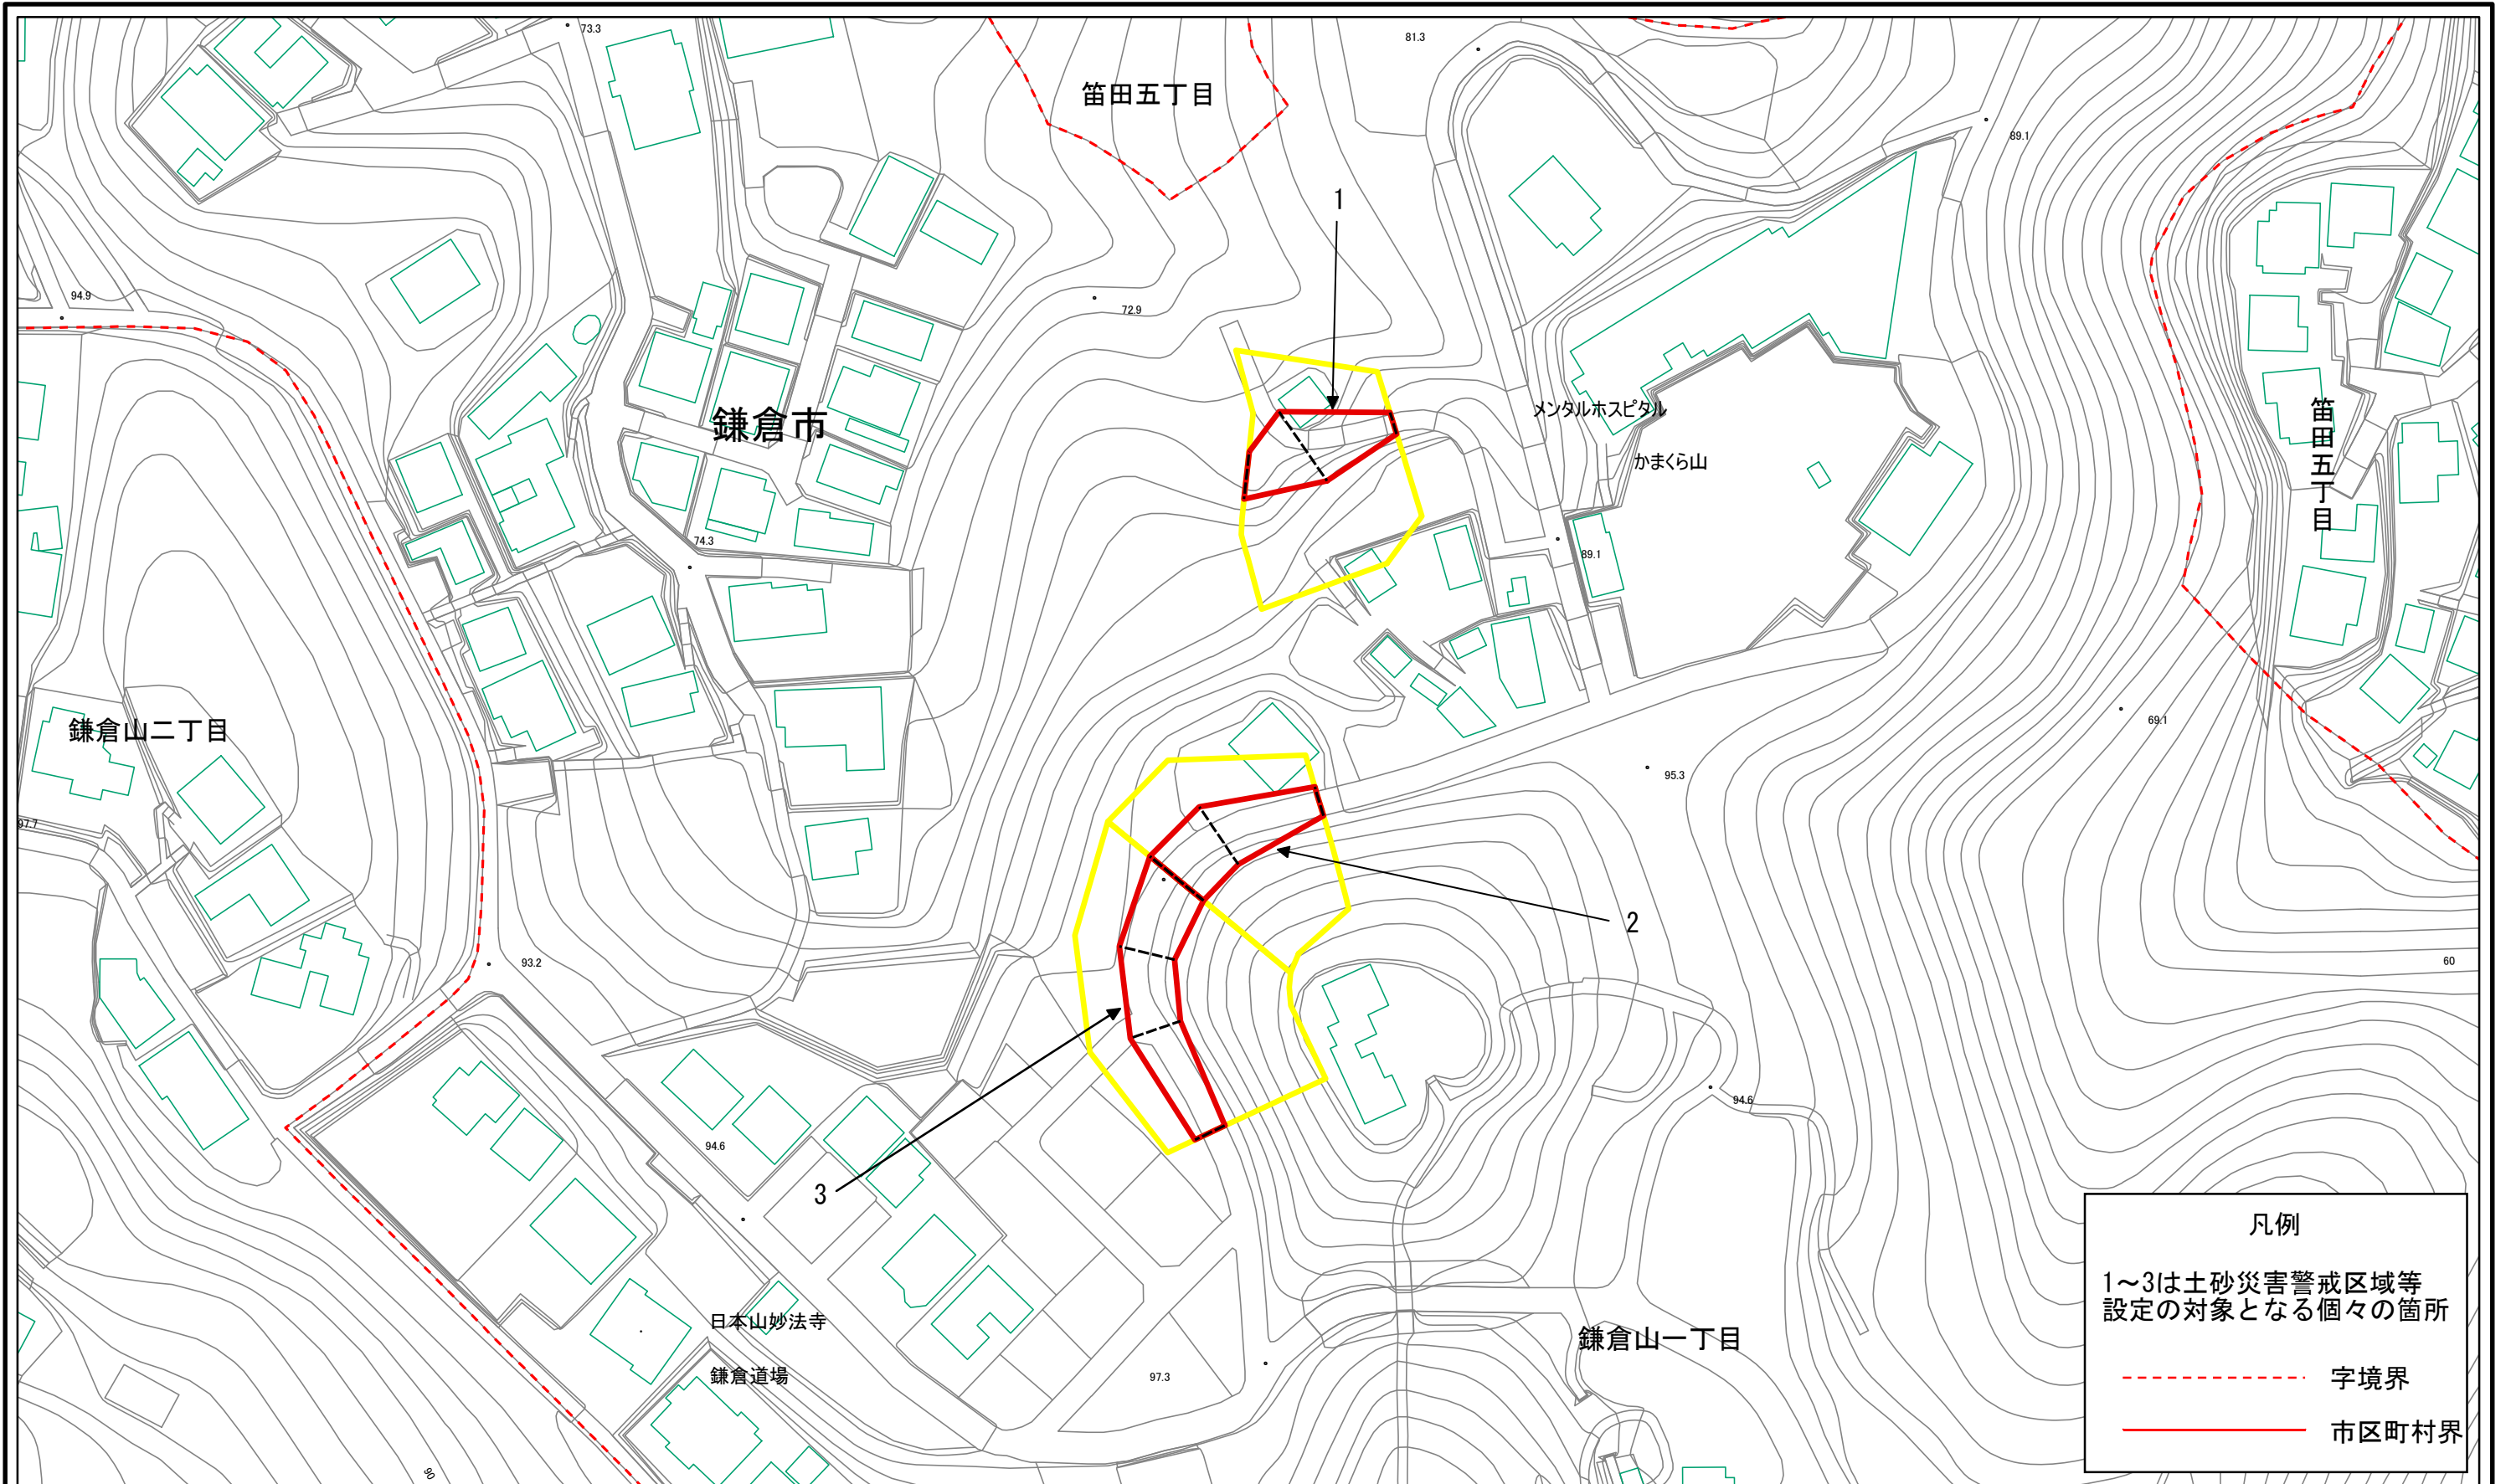 73.3
81.3
笛田五丁目
89.1
1
94.9
72.9
メンタルホスピタル
鎌倉市
かまくら山
笛田五丁目
74.3
89.1
鎌倉山二丁目
69.1
95.3
97.7
2
93.2
60
94.6
94.6
3
凡例
1～3は土砂災害警戒区域等
設定の対象となる個々の箇所
字境界
市区町村界
日本山妙法寺
鎌倉山一丁目
鎌倉道場
97.3
90